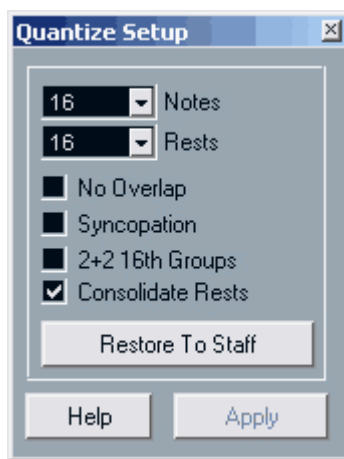 Quantize Setup
16 Notes
16 Rests
No Overlap
Syncopation
2+2 16th Groups
Consolidate Rests
Restore To Staff
Help Apply